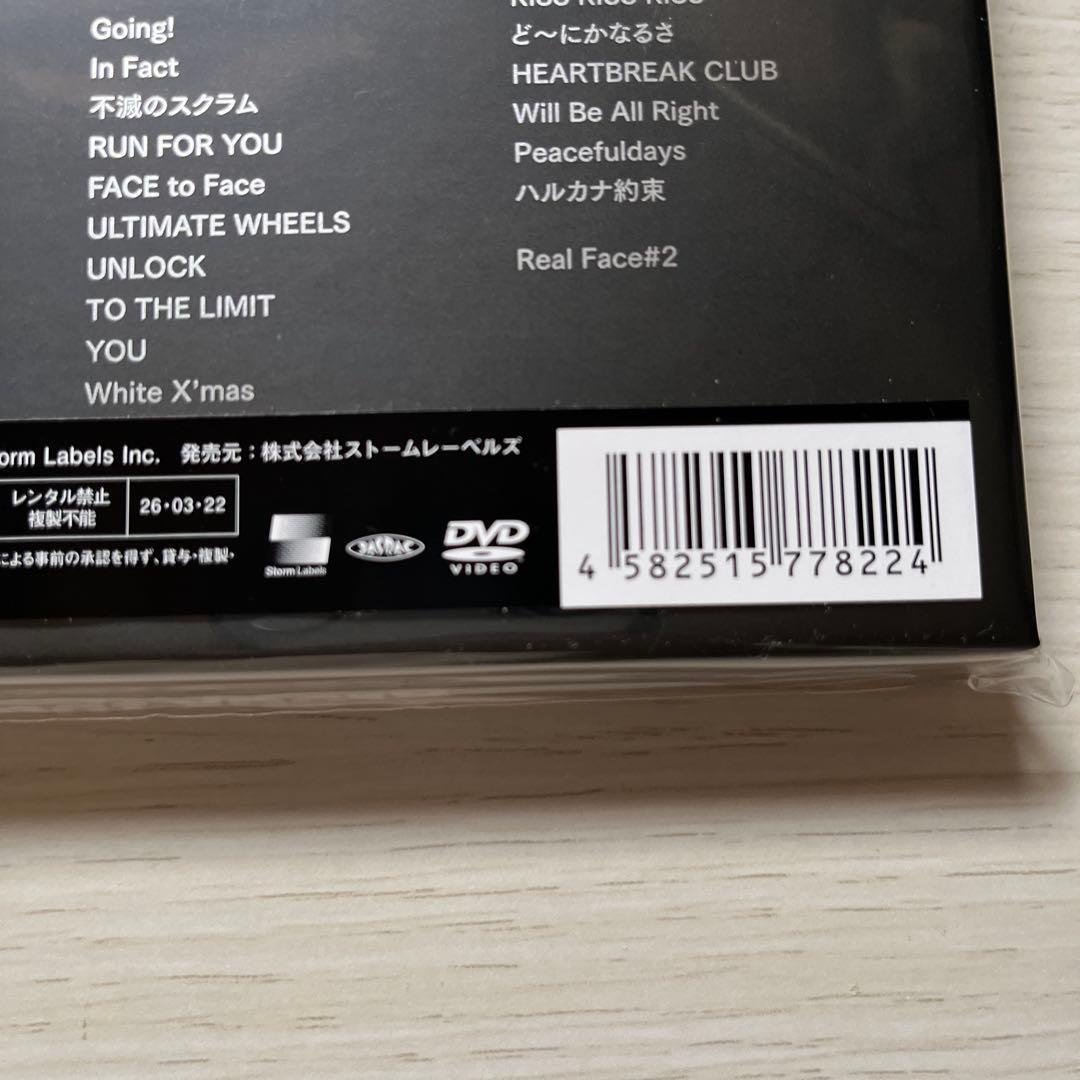 Going!
In Fact
不滅のスクラム
RUN FOR YOU
FACE to Face
ULTIMATE WHEELS
UNLOCK
TO THE LIMIT
YOU
White X'mas
ど〜にかなるさ
HEARTBREAK CLUB
Will Be All Right
Peacefuldays
ハルカナ約束
Real Face#2
orm Labels Inc. 発売元：株式会社ストームレーベルズ
レンタル禁止
複製不能
26・03・22
による事前の承認を得ず、貸与・複製・
Storm Labels
JASRAC
DVD
VIDEO
4 582515 778224